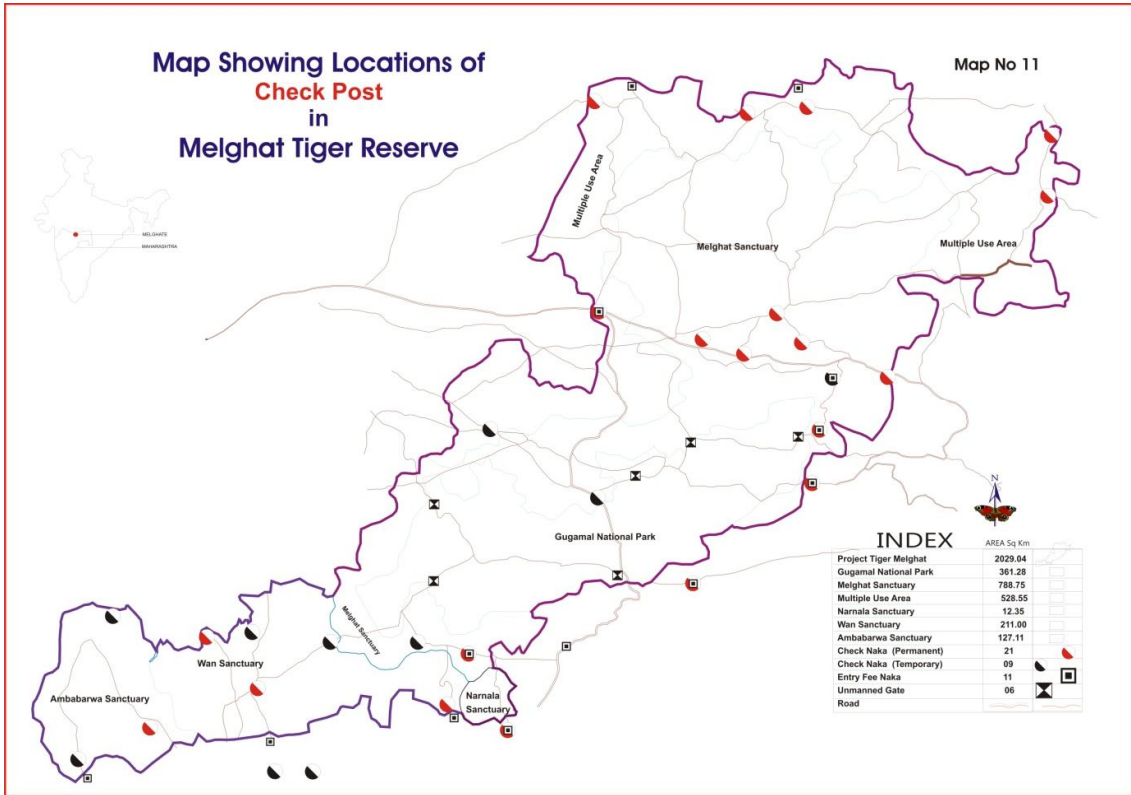 Map Showing Locations of
Check Post
in
Melghat Tiger Reserve
Map No 11
MELGHATE
MAHARASHTRA
Multiple Use Area
Melghat Sanctuary
Multiple Use Area
Gugamal National Park
Melghat Sanctuary
Wan Sanctuary
Ambabarwa Sanctuary
Narnala
Sanctuary
N
INDEX AREA Sq Km
Project Tiger Melghat 2029.04
Gugamal National Park 361.28
Melghat Sanctuary 788.75
Multiple Use Area 528.55
Narnala Sanctuary 12.35
Wan Sanctuary 211.00
Ambabarwa Sanctuary 127.11
Check Naka (Permanent) 21
Check Naka (Temporary) 09
Entry Fee Naka 11
Unmanned Gate 06
Road